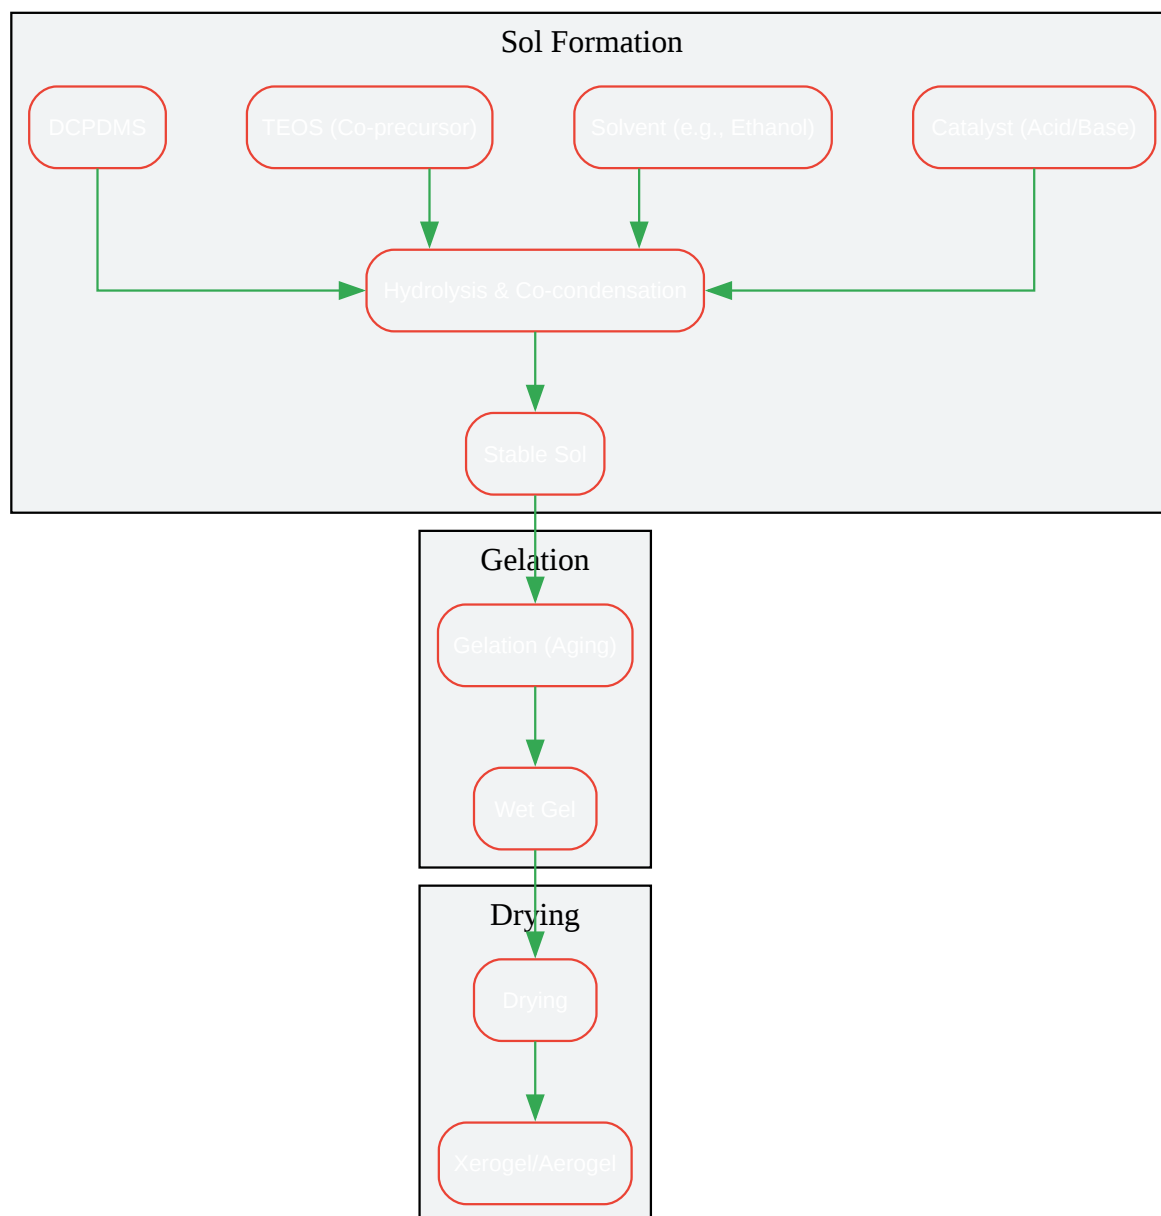 Sol Formation
DCPDMS
TEOS (Co-precursor)
Solvent (e.g., Ethanol)
Catalyst (Acid/Base)
Hydrolysis & Co-condensation
Stable Sol
Gelation
Gelation (Aging)
Wet Gel
Drying
Drying
Xerogel/Aerogel